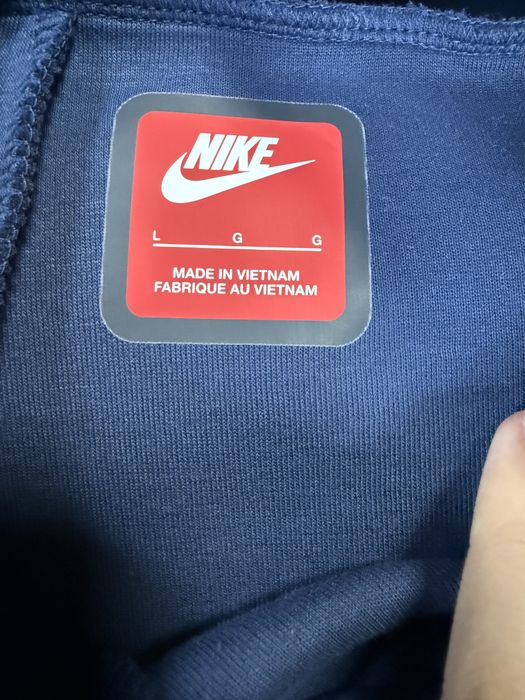 NIKE
L G G
MADE IN VIETNAM
FABRIQUE AU VIETNAM